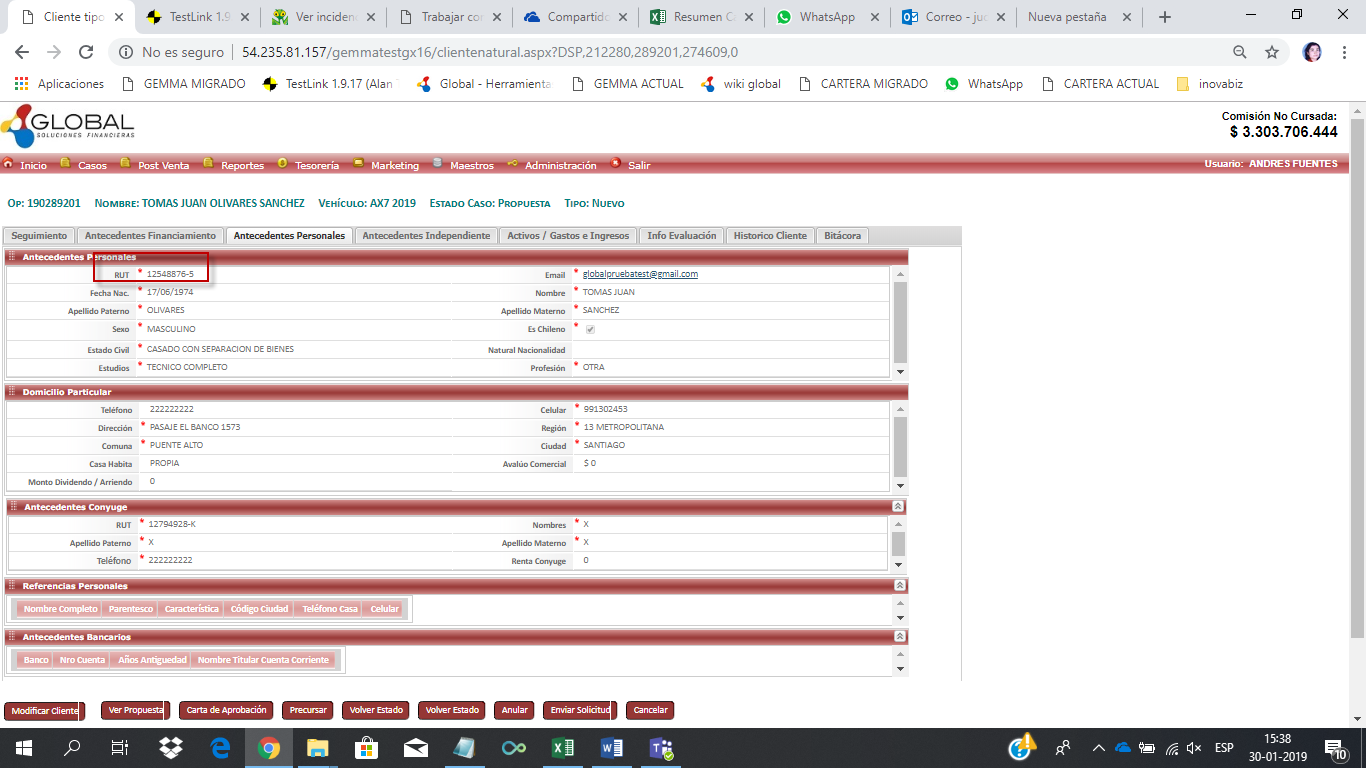 Cliente tipo
TestLink 1.9
Ver inciden
Trabajar cor
Compartido
Resumen C
WhatsApp
Correo - juc
Nueva pestaña
No es seguro | 54.235.81.157/gemmatestgx16/clientenatural.aspx?DSP,212280,289201,274609,0
Aplicaciones
GEMMA MIGRADO
TestLink 1.9.17 (Alan
Global - Herramienta
GEMMA ACTUAL
wiki global
CARTERA MIGRADO
WhatsApp
CARTERA ACTUAL
inovabiz
GLOBAL
SOLUCIONES FINANCIERAS
Comisión No Cursada:
$ 3.303.706.444
Inicio Casos Post Venta Reportes Tesorería Marketing Maestros Administración Salir
Usuario: ANDRES FUENTES
Op: 190289201 Nombre: TOMAS JUAN OLIVARES SANCHEZ Vehículo: AX7 2019 Estado Caso: Propuesta Tipo: Nuevo
Seguimiento Antecedentes Financiamiento Antecedentes Personales Antecedentes Independiente Activos / Gastos e Ingresos Info Evaluación Historico Cliente Bitácora
Antecedentes Personales
RUT * 12548876-5 Email * globalpruebatest@gmail.com
Fecha Nac. * 17/06/1974 Nombre * TOMAS JUAN
Apellido Paterno * OLIVARES Apellido Materno * SANCHEZ
Sexo * MASCULINO Es Chileno *
Estado Civil * CASADO CON SEPARACION DE BIENES Natural Nacionalidad
Estudios * TECNICO COMPLETO Profesión * OTRA
Domicilio Particular
Teléfono 222222222 Celular * 991302453
Dirección * PASAJE EL BANCO 1573 Región * 13 METROPOLITANA
Comuna * PUENTE ALTO Ciudad * SANTIAGO
Casa Habita PROPIA Avalúo Comercial $ 0
Monto Dividendo / Arriendo 0
Antecedentes Conyuge
RUT * 12794928-K Nombres * X
Apellido Paterno * X Apellido Materno * X
Teléfono * 222222222 Renta Conyuge 0
Referencias Personales
Nombre Completo Parentesco Característica Código Ciudad Teléfono Casa Celular
Antecedentes Bancarios
Banco Nro Cuenta Años Antiguedad Nombre Titular Cuenta Corriente
Modificar Cliente Ver Propuesta Carta de Aprobación Precursar Volver Estado Volver Estado Anular Enviar Solicitud Cancelar
ESP
15:38
30-01-2019
10